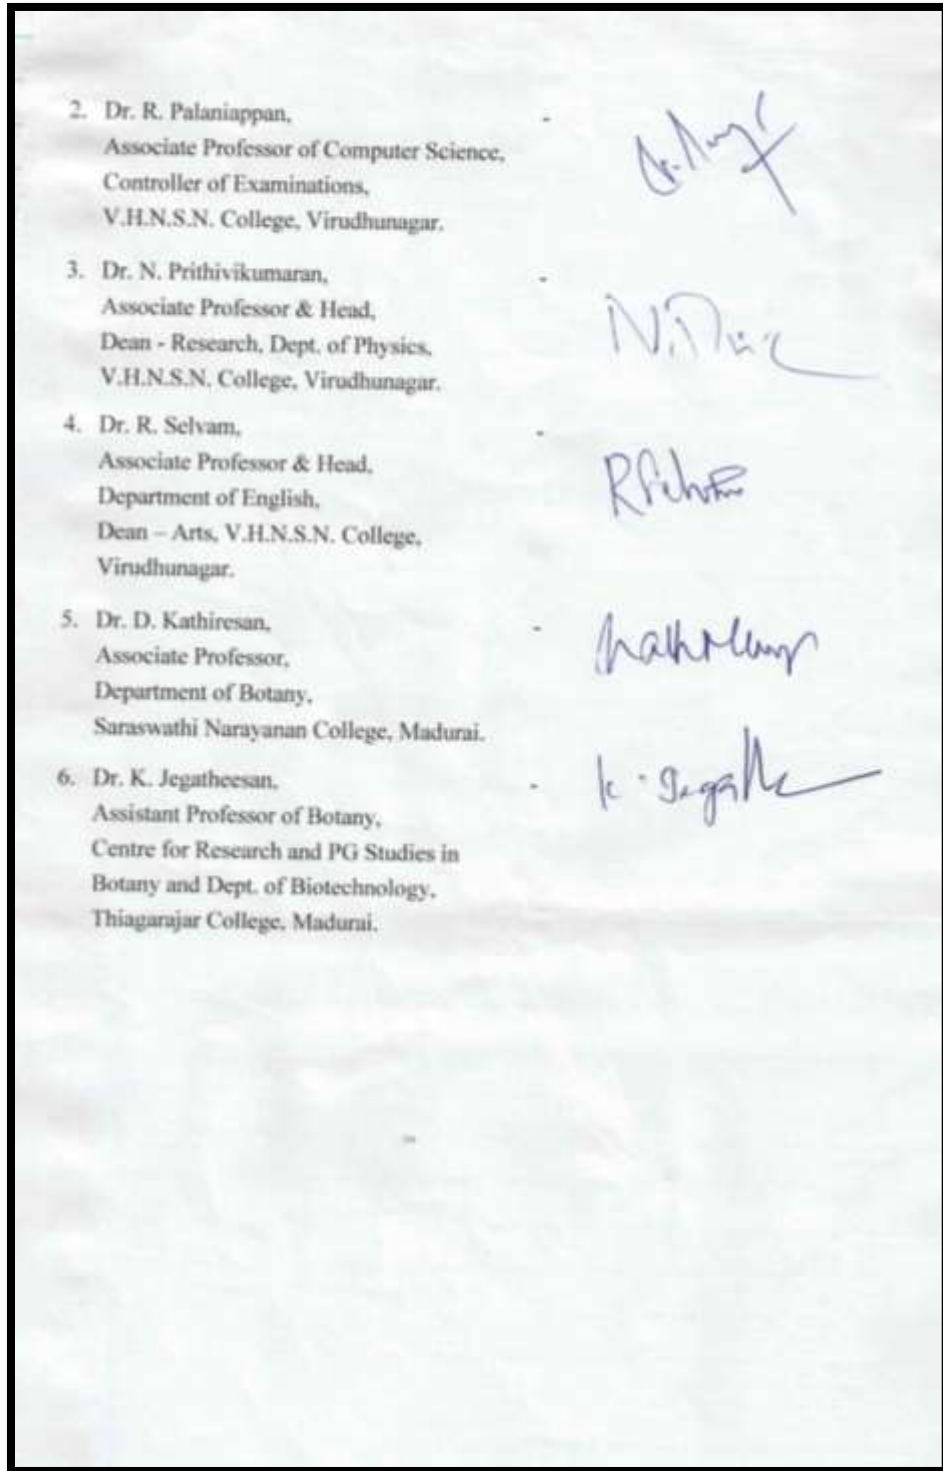 2. Dr. R. Palaniappan, -
Associate Professor of Computer Science,
Controller of Examinations,
V.H.N.S.N. College, Virudhunagar.
3. Dr. N. Prithivikumaran, -
Associate Professor & Head,
Dean - Research, Dept. of Physics,
V.H.N.S.N. College, Virudhunagar.
4. Dr. R. Selvam, -
Associate Professor & Head,
Department of English,
Dean – Arts, V.H.N.S.N. College,
Virudhunagar.
5. Dr. D. Kathiresan, -
Associate Professor,
Department of Botany,
Saraswathi Narayanan College, Madurai.
6. Dr. K. Jegatheesan, -
Assistant Professor of Botany,
Centre for Research and PG Studies in
Botany and Dept. of Biotechnology,
Thiagarajar College, Madurai.